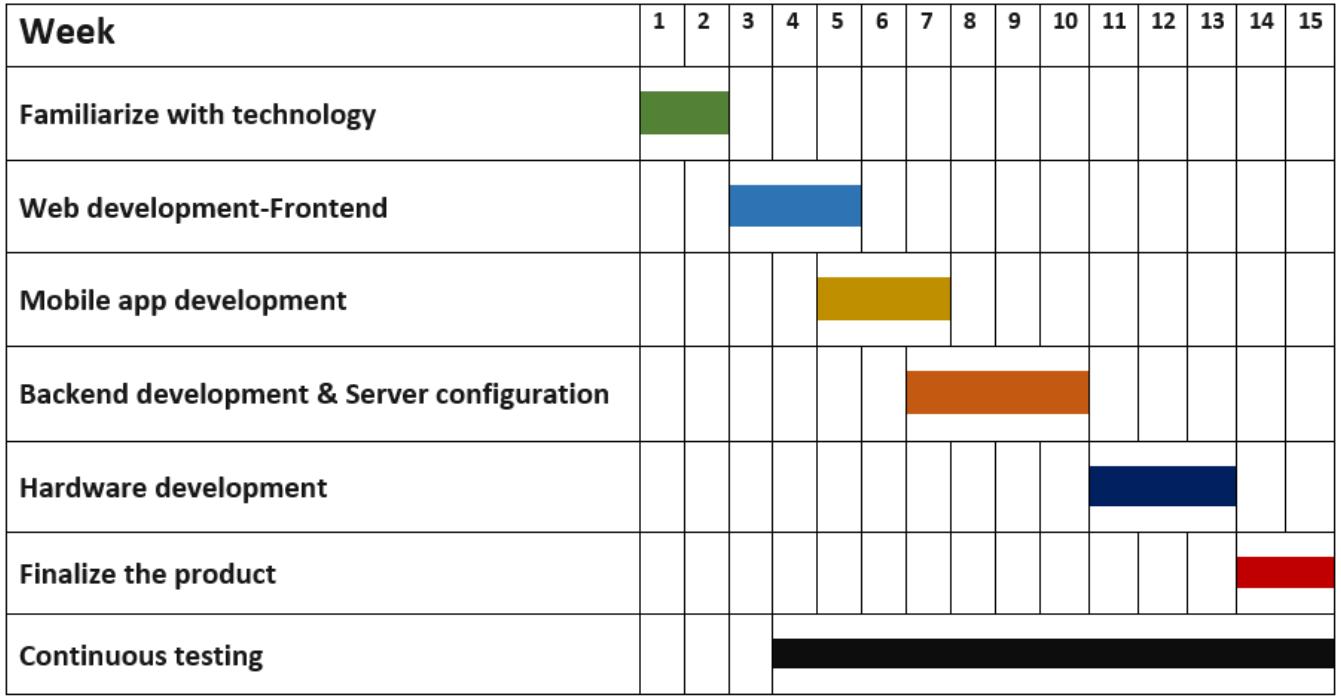 Week 1 2 3 4 5 6 7 8 9 10 11 12 13 14 15
Familiarize with technology
Web development-Frontend
Mobile app development
Backend development & Server configuration
Hardware development
Finalize the product
Continuous testing